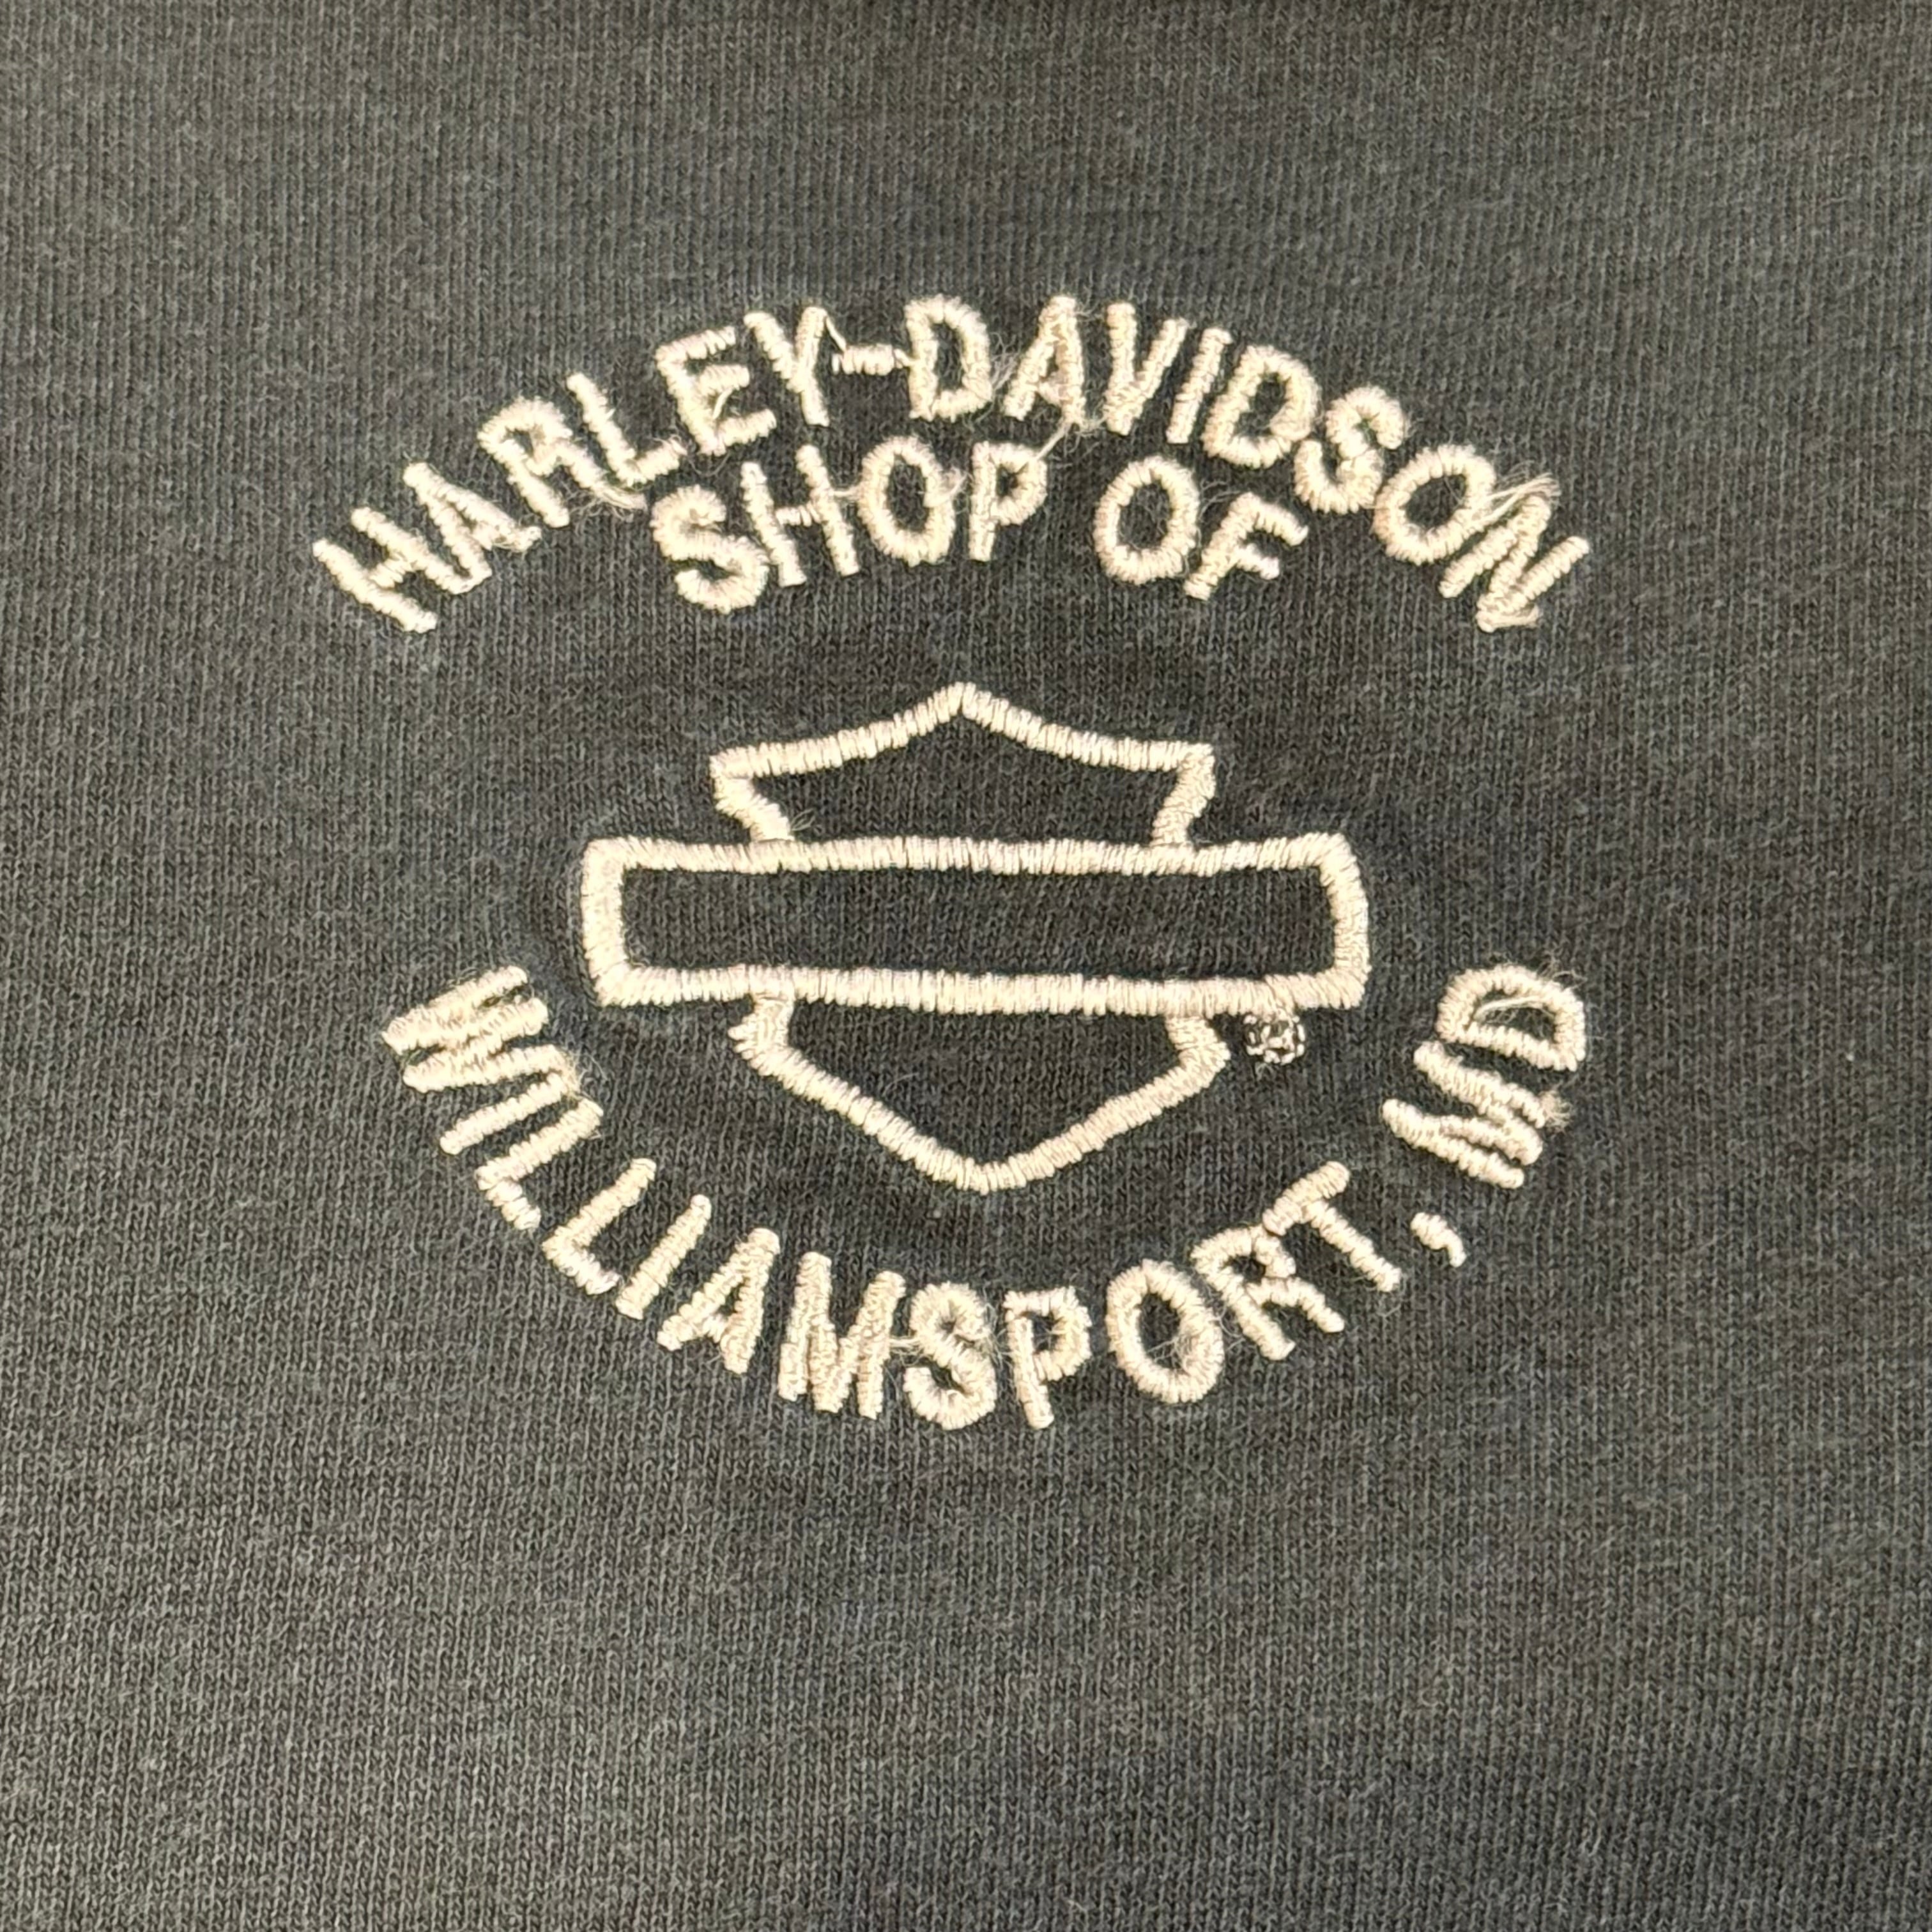 HARLEY-DAVIDSON
SHOP OF
WILLIAMSPORT, MD